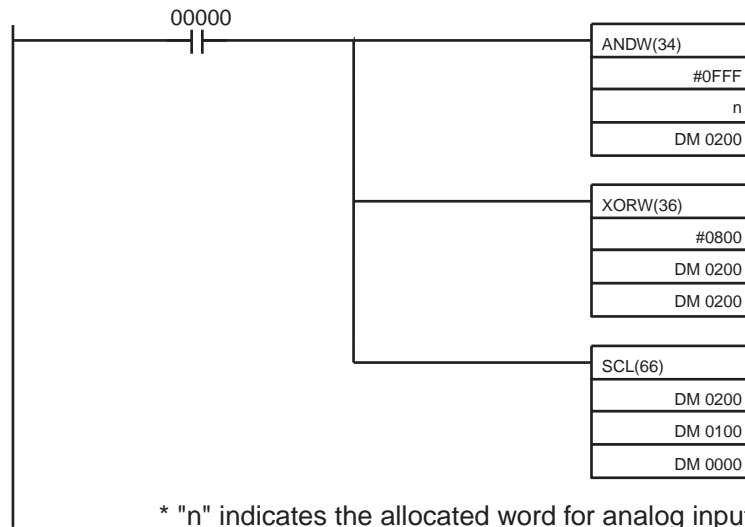 00000
ANDW(34)
#0FFF
n
DM 0200
XORW(36)
#0800
DM 0200
DM 0200
SCL(66)
DM 0200
DM 0100
DM 0000
* "n" indicates the allocated word for analog input